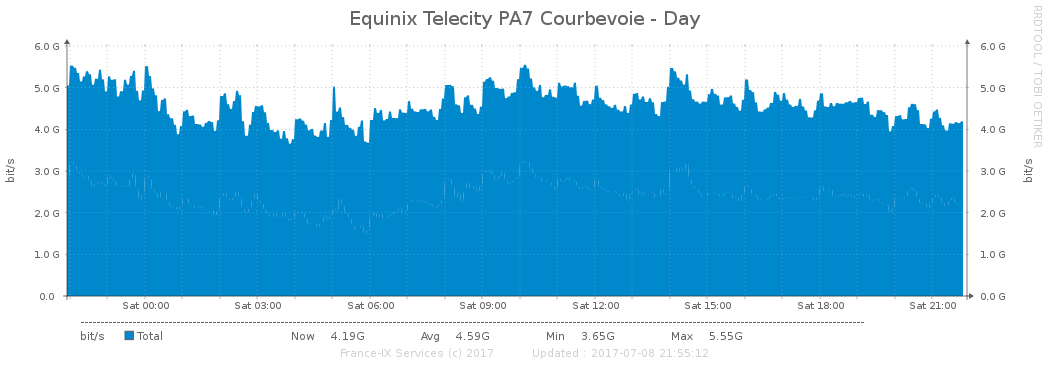 Equinix Telecity PA7 Courbevoie - Day
RRDTOOL / TOBI OETIKER
6.0 G 6.0 G
5.0 G 5.0 G
4.0 G 4.0 G
3.0 G 3.0 G
2.0 G 2.0 G
1.0 G 1.0 G
0.0 0.0 G
bit/s bit/s
Sat 00:00 Sat 03:00 Sat 06:00 Sat 09:00 Sat 12:00 Sat 15:00 Sat 18:00 Sat 21:00
bit/s Total Now 4.19G Avg 4.59G Min 3.65G Max 5.55G
France-IX Services (c) 2017 Updated : 2017-07-08 21:55:12